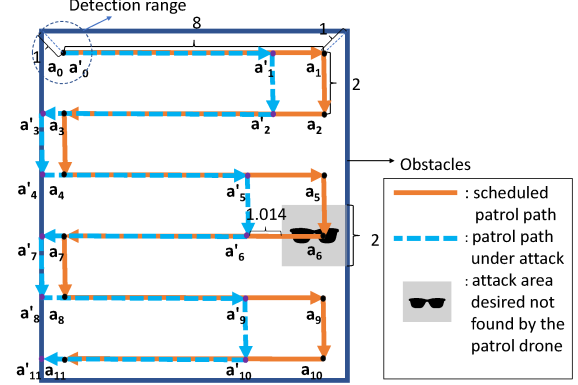 Detection range
8
1
1
a0 a'0 a'1 a1
2
a'3 a3 a'2 a2
a'4 a4 a'5 a5
Obstacles
1.014
2
a'7 a7 a'6 a6
a'8 a8 a'9 a9
a'11 a11 a'10 a10
: scheduled
patrol path
: patrol path
under attack
: attack area
desired not
found by the
patrol drone